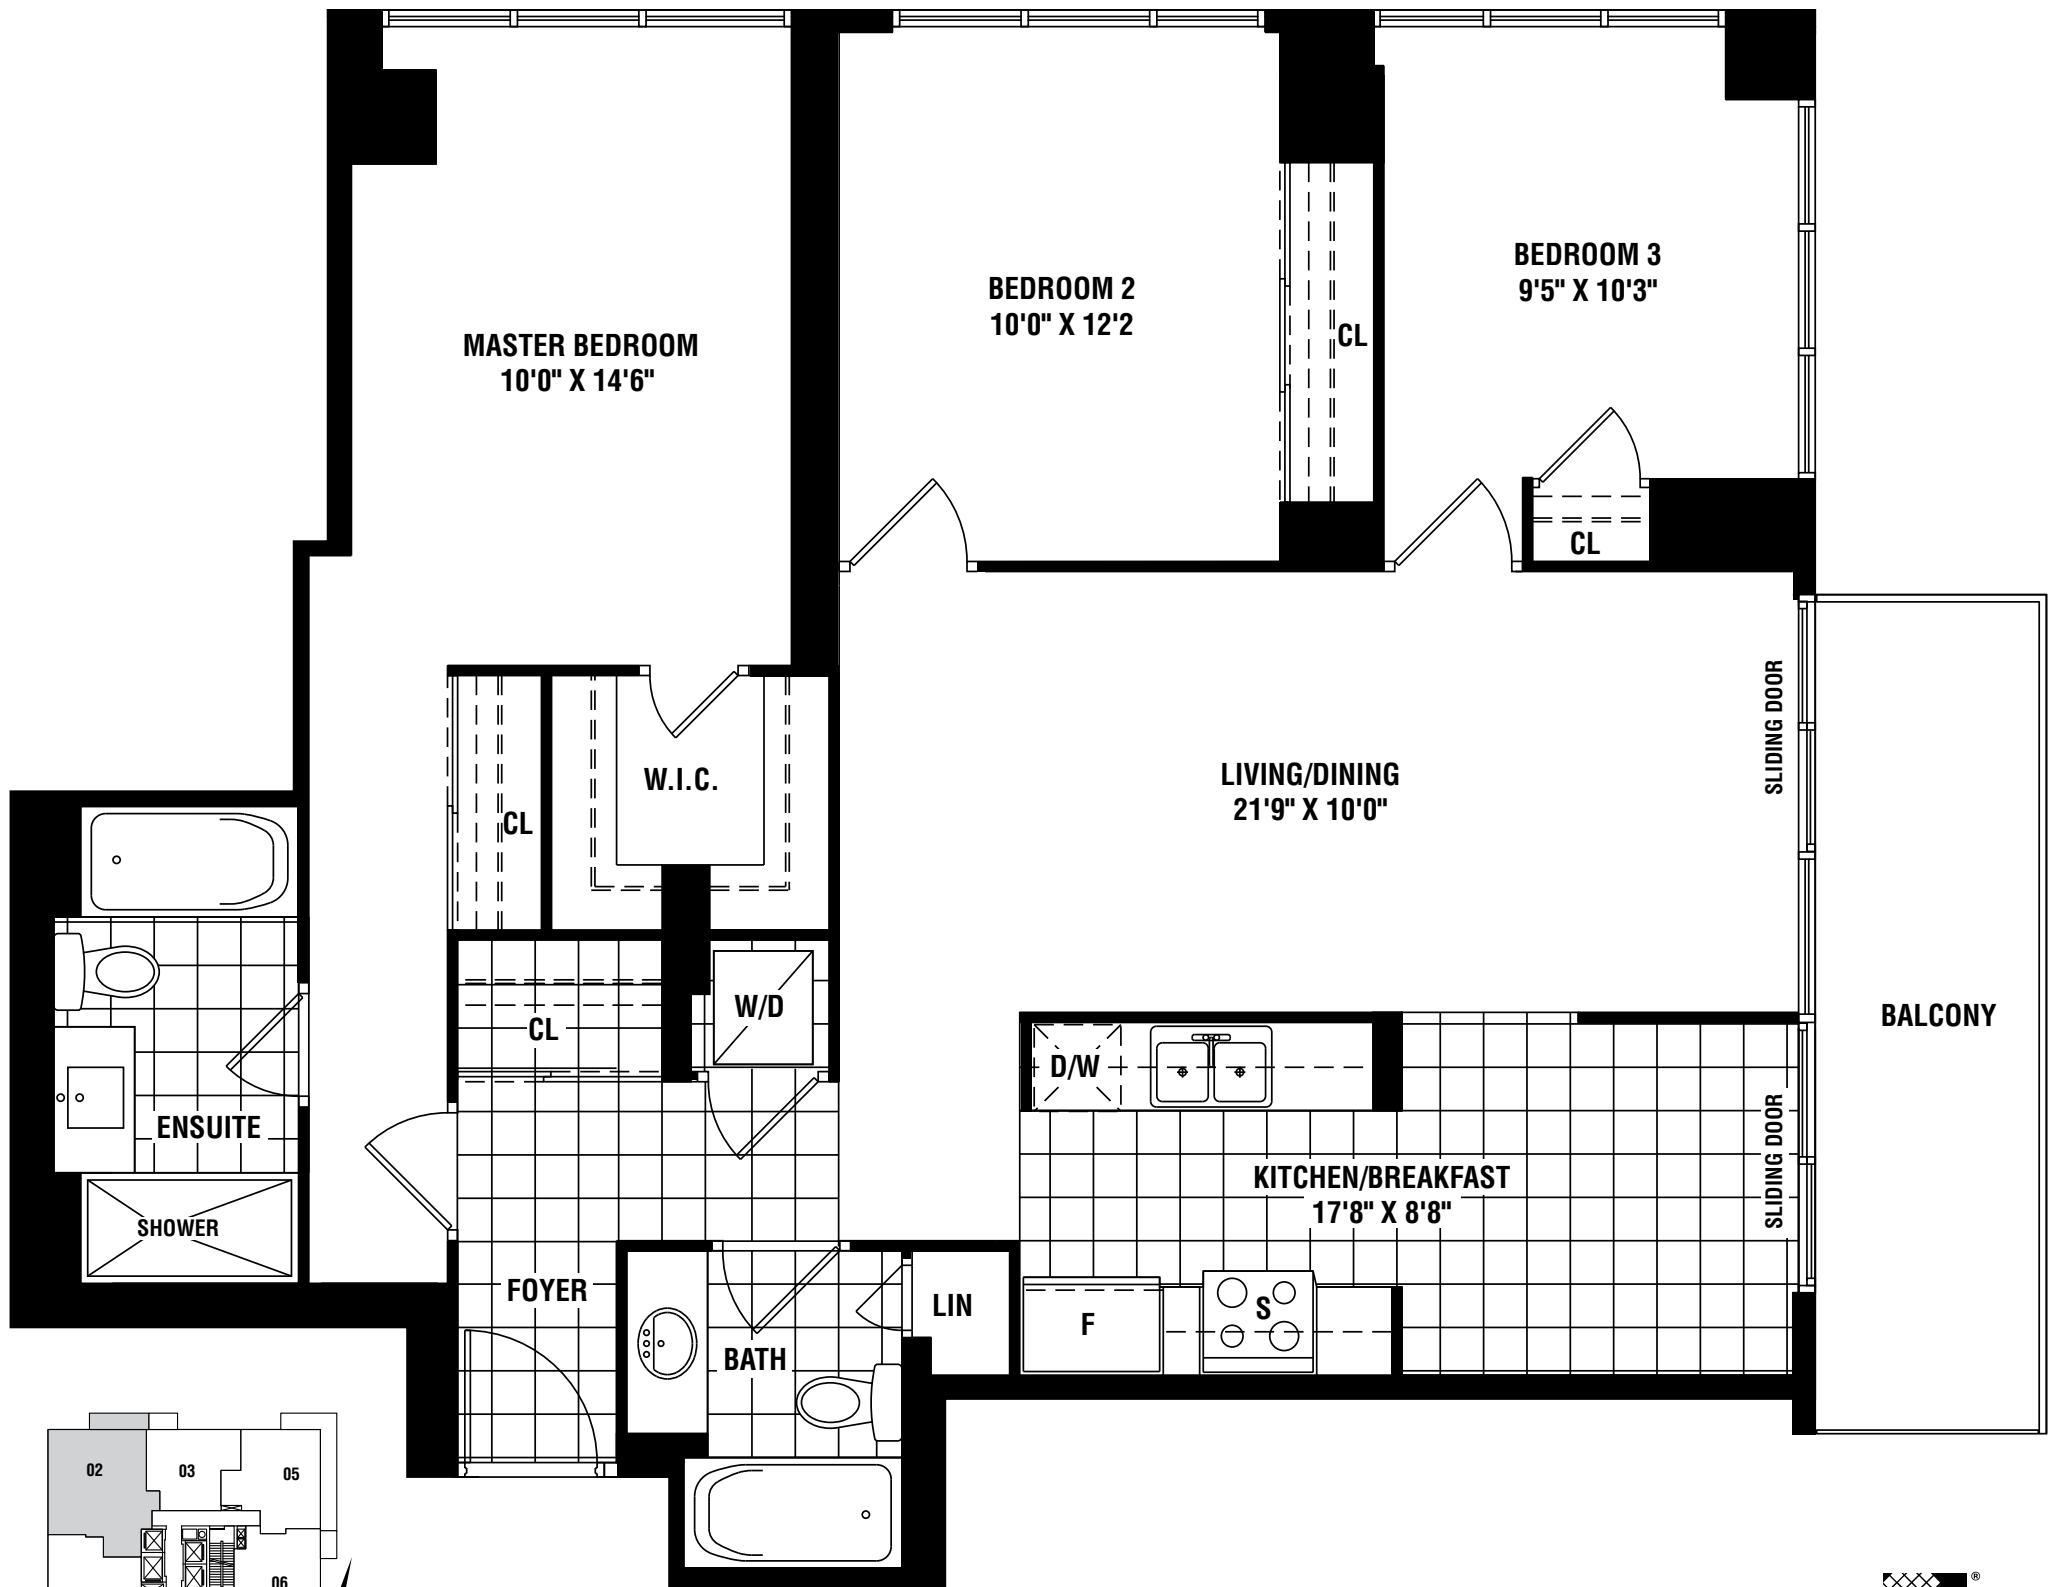 BEDROOM 3
9'5" X 10'3"
BEDROOM 2
10'0" X 12'2
CL
MASTER BEDROOM
10'0" X 14'6"
CL
SLIDING DOOR
LIVING/DINING
21'9" X 10'0"
W.I.C.
CL
W/D
CL
BALCONY
D/W
ENSUITE
SLIDING DOOR
KITCHEN/BREAKFAST
17'8" X 8'8"
SHOWER
FOYER
LIN
S
F
BATH
02
03
05
06
®